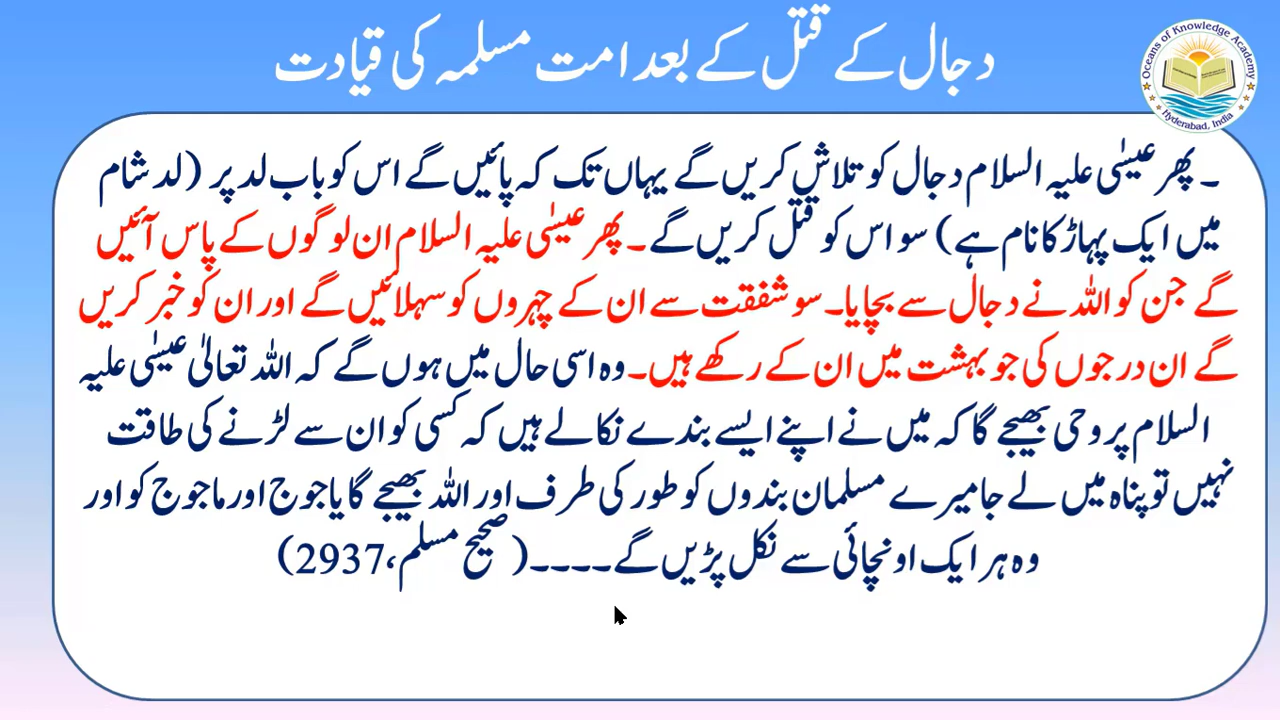 دجال کے قتل کے بعد امت مسلمہ کی قیادت
Oceans of Knowledge Academy
Hyderabad, India
۔ پھر عیسیٰ علیہ السلام دجال کو تلاش کریں گے یہاں تک کہ پائیں گے اس کو باب لد پر (لد شام
میں ایک پہاڑ کا نام ہے) سو اس کو قتل کریں گے۔ پھر عیسیٰ علیہ السلام ان لوگوں کے پاس آئیں
گے جن کو اللہ نے دجال سے بچایا۔ سو شفقت سے ان کے چہروں کو سہلائیں گے اور ان کو خبر کریں
گے ان درجوں کی جو بہشت میں ان کے رکھے ہیں۔ وہ اسی حال میں ہوں گے کہ اللہ تعالیٰ عیسیٰ علیہ
السلام پر وحی بھیجے گا کہ میں نے اپنے ایسے بندے نکالے ہیں کہ کسی کو ان سے لڑنے کی طاقت
نہیں تو پناہ میں لے جا میرے مسلمان بندوں کو طور کی طرف اور اللہ بھیجے گا یاجوج اور ماجوج کو اور
وہ ہر ایک اونچائی سے نکل پڑیں گے۔۔۔۔(صحیح مسلم،2937)